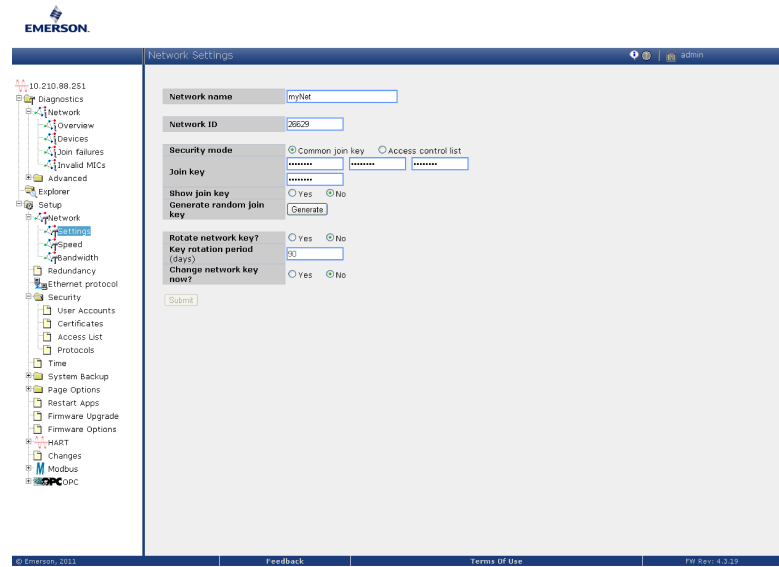 EMERSON.
Network Settings
admin
10.210.88.251
Diagnostics
Network
Overview
Devices
Join failures
Invalid MICs
Advanced
Explorer
Setup
Network
Settings
Speed
Bandwidth
Redundancy
Ethernet protocol
Security
User Accounts
Certificates
Access List
Protocols
Time
System Backup
Page Options
Restart Apps
Firmware Upgrade
Firmware Options
HART
Changes
Modbus
OPC OPC
Network name myNet
Network ID 26629
Security mode Common join key Access control list
Join key •••••••• •••••••• ••••••••
••••••••
Show join key Yes No
Generate random join key Generate
Rotate network key? Yes No
Key rotation period (days) 90
Change network key now? Yes No
Submit
© Emerson, 2011 Feedback Terms Of Use FW Rev: 4.3.19